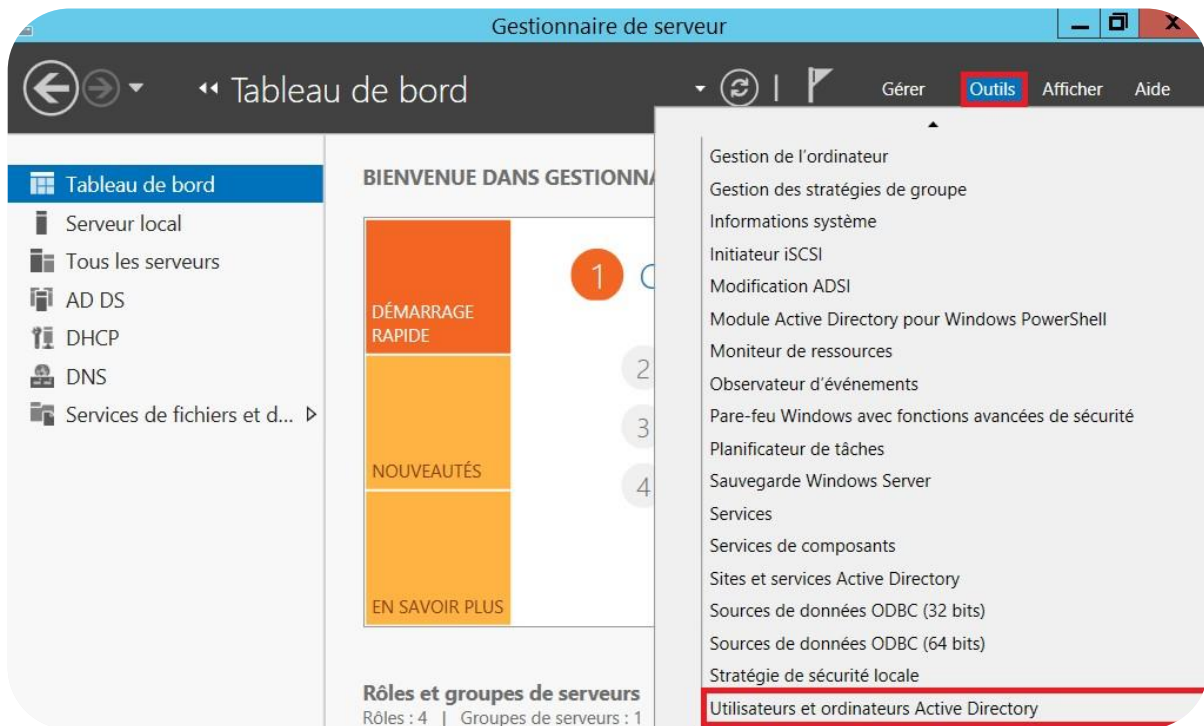 Gestionnaire de serveur
Tableau de bord
Gérer Outils Afficher Aide
Tableau de bord
Serveur local
Tous les serveurs
AD DS
DHCP
DNS
Services de fichiers et d...
BIENVENUE DANS
DÉMARRAGE
RAPIDE
NOUVEAUTÉS
EN SAVOIR PLUS
1
2
3
4
Rôles et groupes de serveurs
Rôles : 4 | Groupes de serveurs : 1
Gestion de l'ordinateur
Gestion des stratégies de groupe
Informations système
Initiateur iSCSI
Modification ADSI
Module Active Directory pour Windows PowerShell
Moniteur de ressources
Observateur d'événements
Pare-feu Windows avec fonctions avancées de sécurité
Planificateur de tâches
Sauvegarde Windows Server
Services
Services de composants
Sites et services Active Directory
Sources de données ODBC (32 bits)
Sources de données ODBC (64 bits)
Stratégie de sécurité locale
Utilisateurs et ordinateurs Active Directory